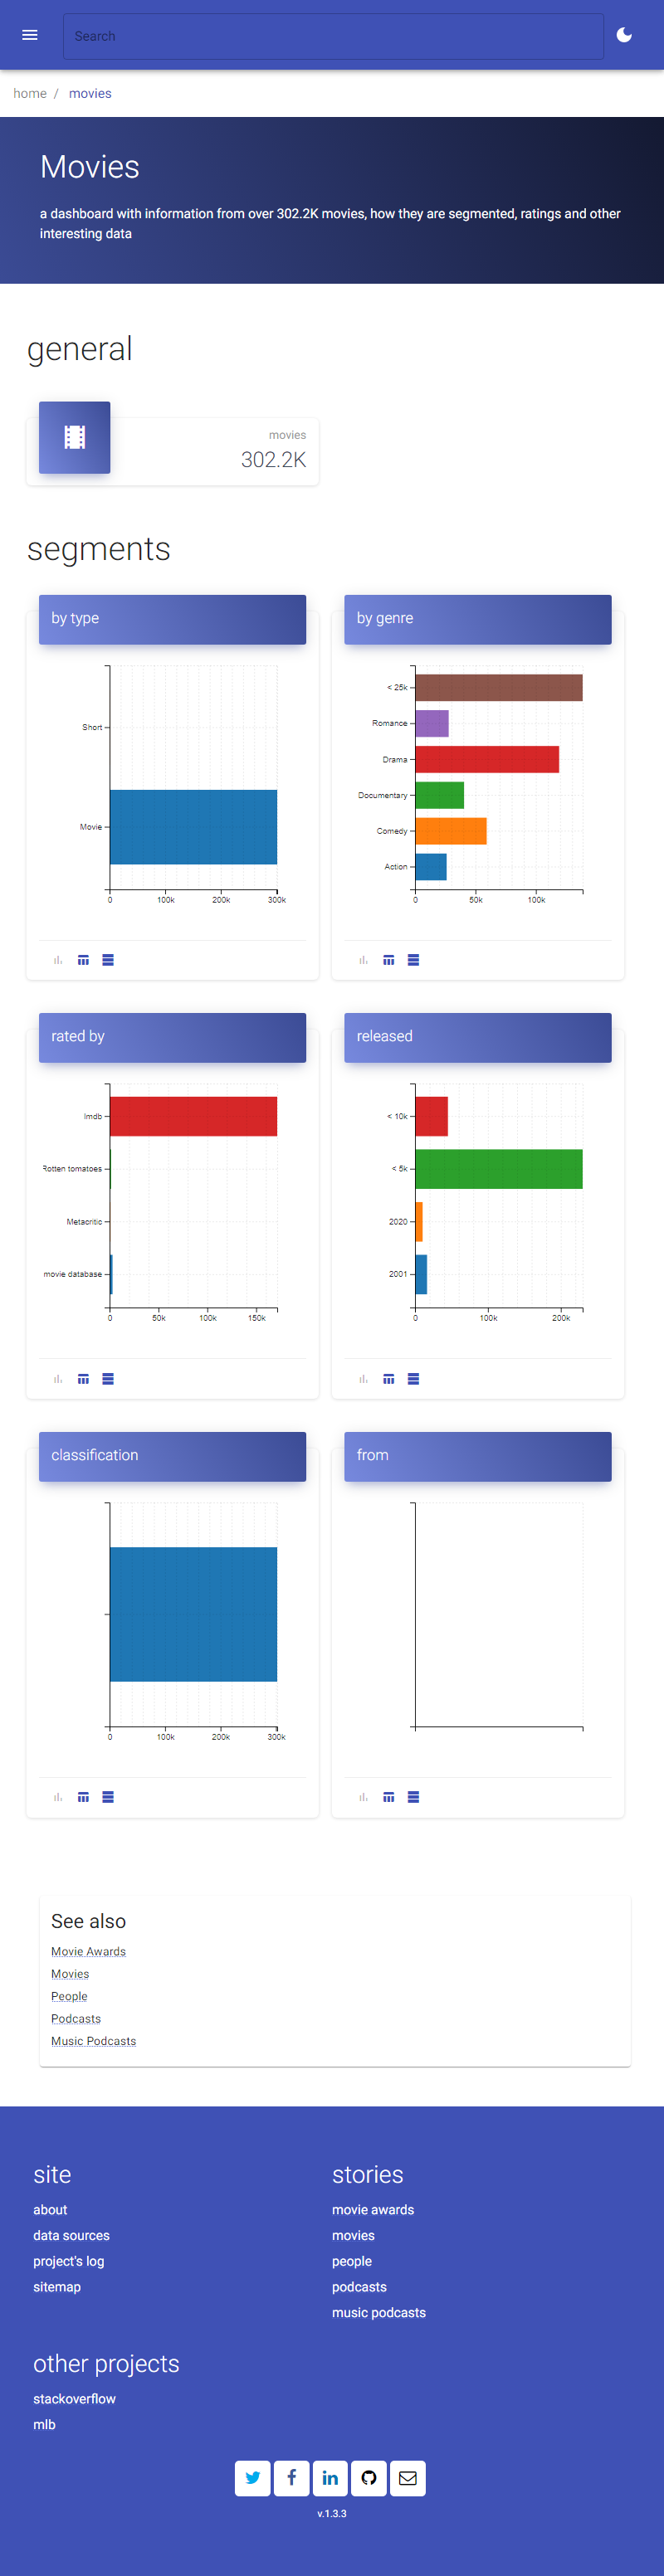 Search
home / movies
Movies
a dashboard with information from over 302.2K movies, how they are segmented, ratings and other
interesting data
general
movies
302.2K
segments
by type
Short
Movie
0 100k 200k 300k
by genre
< 25k
Romance
Drama
Documentary
Comedy
Action
0 50k 100k
rated by
Imdb
Rotten tomatoes
Metacritic
movie database
0 50k 100k 150k
released
< 10k
< 5k
2020
2001
0 100k 200k
classification
0 100k 200k 300k
from
See also
Movie Awards
Movies
People
Podcasts
Music Podcasts
site
about
data sources
project's log
sitemap
stories
movie awards
movies
people
podcasts
music podcasts
other projects
stackoverflow
mlb
v.1.3.3